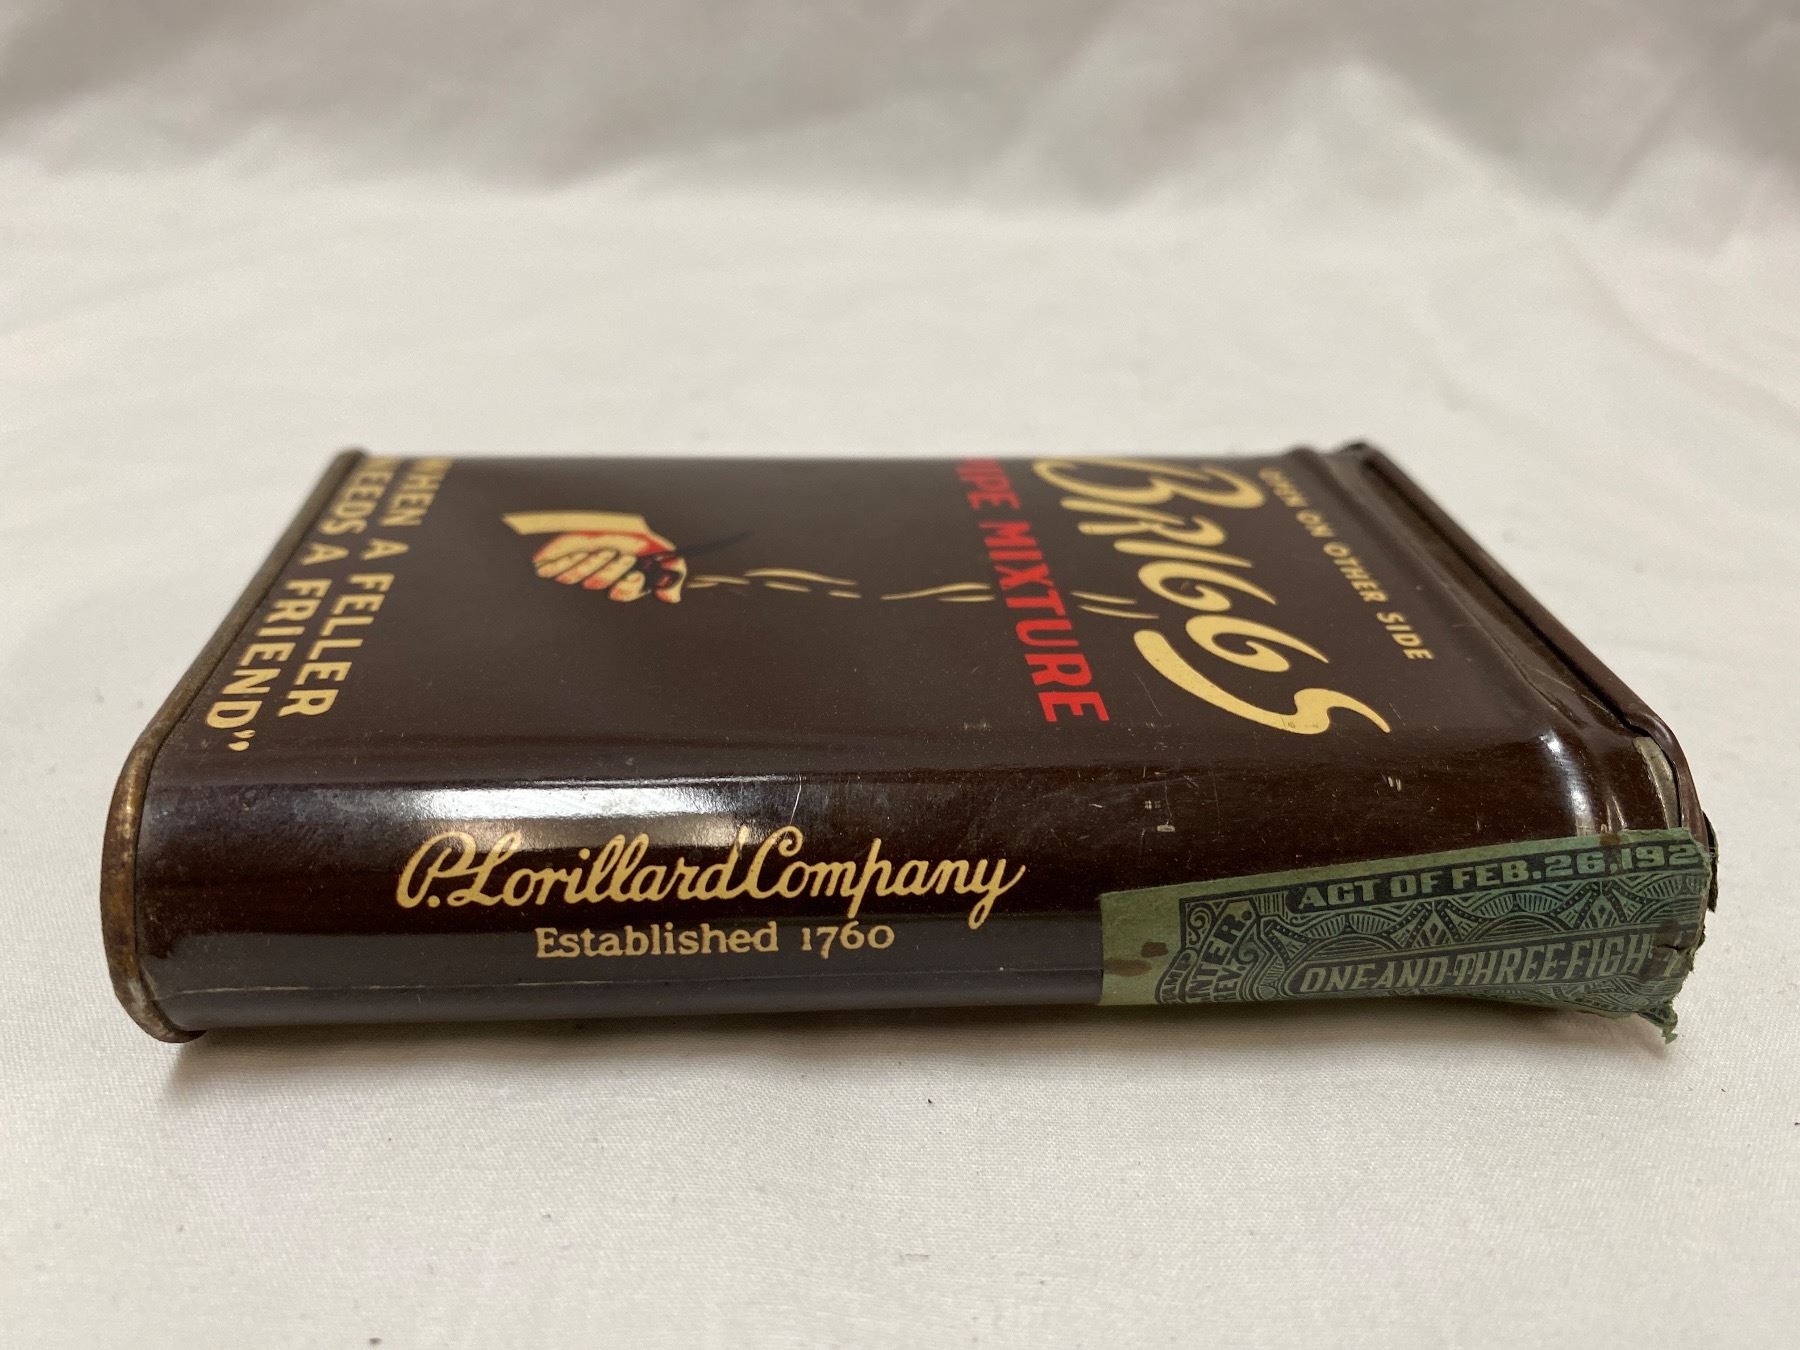 OPEN ON OTHER SIDE
BRIGGS
PIPE MIXTURE
WHEN A FELLER
NEEDS A FRIEND"
P. Lorillard Company
Established 1760
ACT OF FEB. 26, 192
ONE-AND-THREE-EIGH